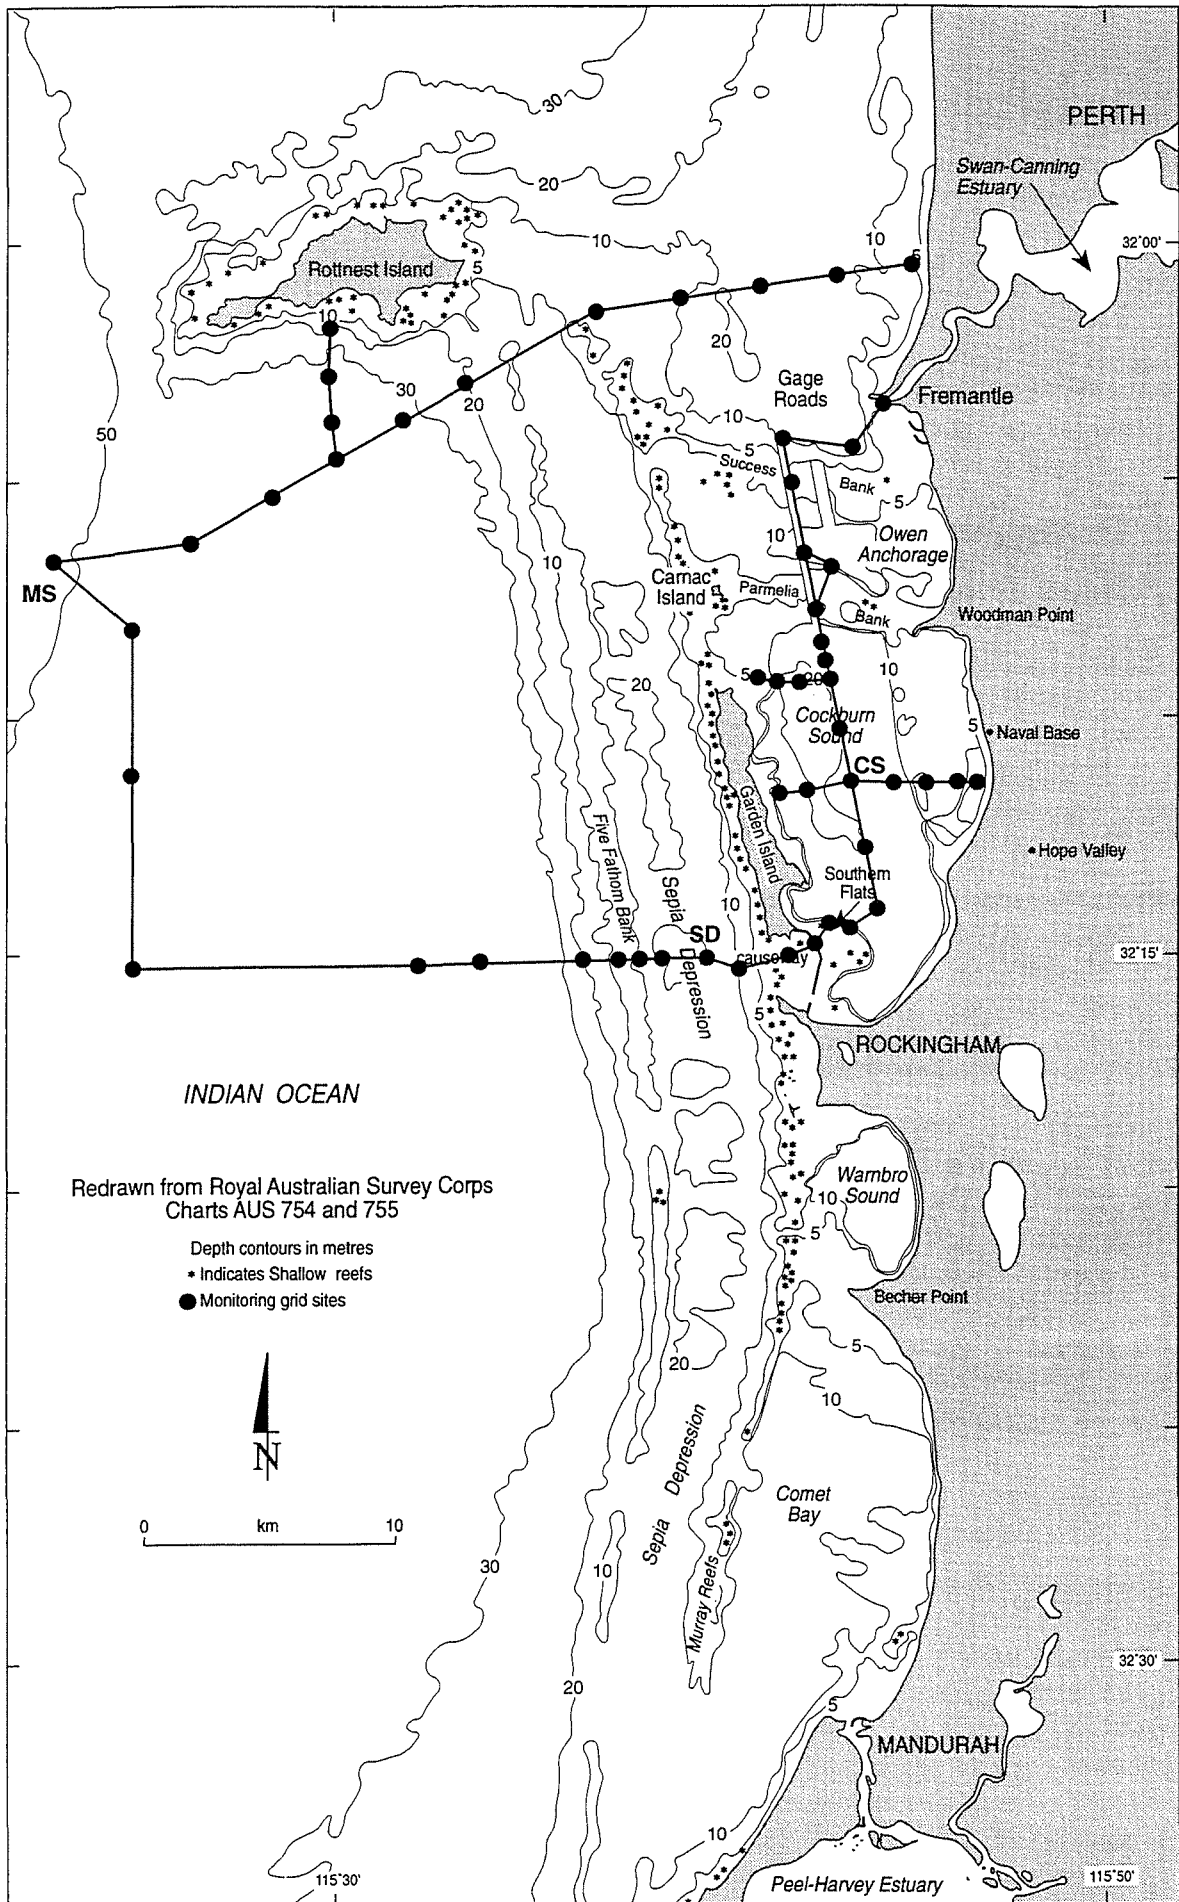 30
PERTH
Swan-Canning
Estuary
20
10
10
32°00'
5
Rottnest Island
5
10
20
30
20
Gage
Roads
Fremantle
50
10
5
Success
Bank
5
10
Owen
Anchorage
10
MS
Carnac
Island
Parmelia
Bank
Woodman Point
5
20
10
20
Cockburn
Sound
5
Naval Base
CS
Garden Island
Hope Valley
Five Fathom Bank
Southern
Flats
10
Sepia
Depression
SD
causeway
32°15'
5
ROCKINGHAM
INDIAN OCEAN
Redrawn from Royal Australian Survey Corps
Charts AUS 754 and 755
Depth contours in metres
* Indicates Shallow reefs
Monitoring grid sites
Warnbro
Sound
10
5
Becher Point
5
20
10
N
Sepia Depression
Comet
Bay
0 km 10
30
10
Murray Reefs
32°30'
20
5
MANDURAH
10
115°30'
115°50'
Peel-Harvey Estuary